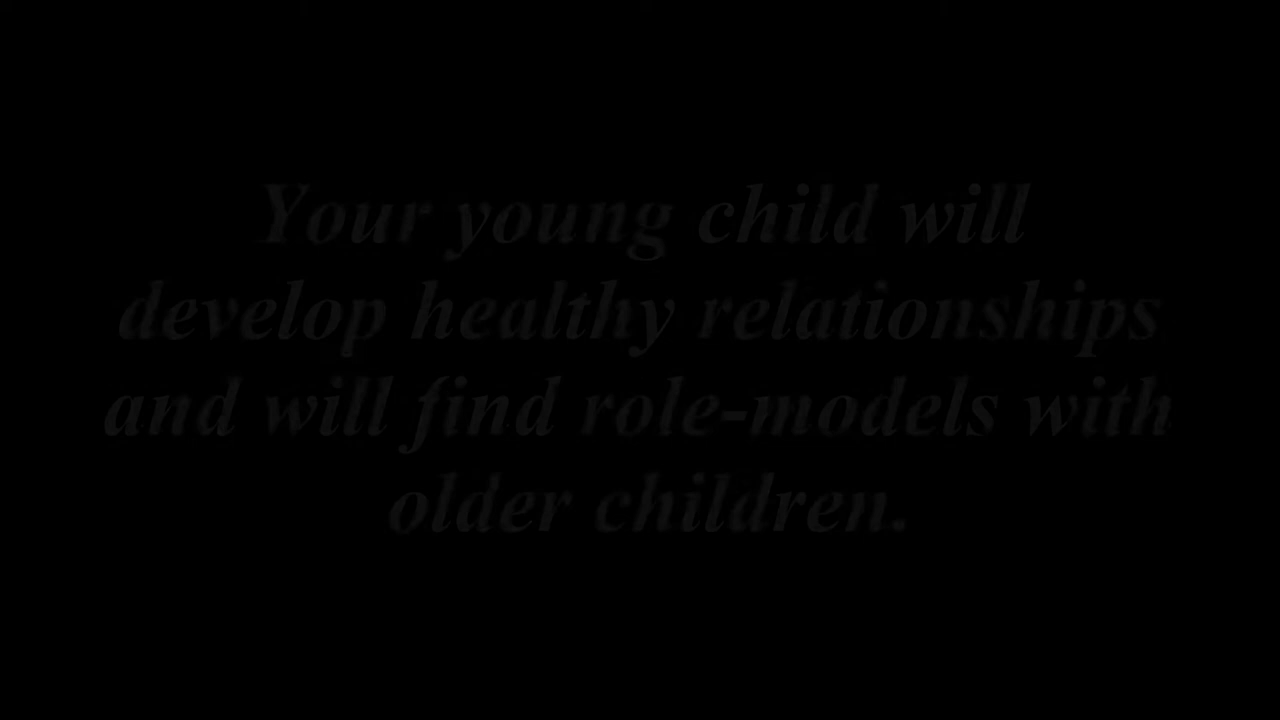 Your young child will
develop healthy relationships
and will find role-models with
older children.